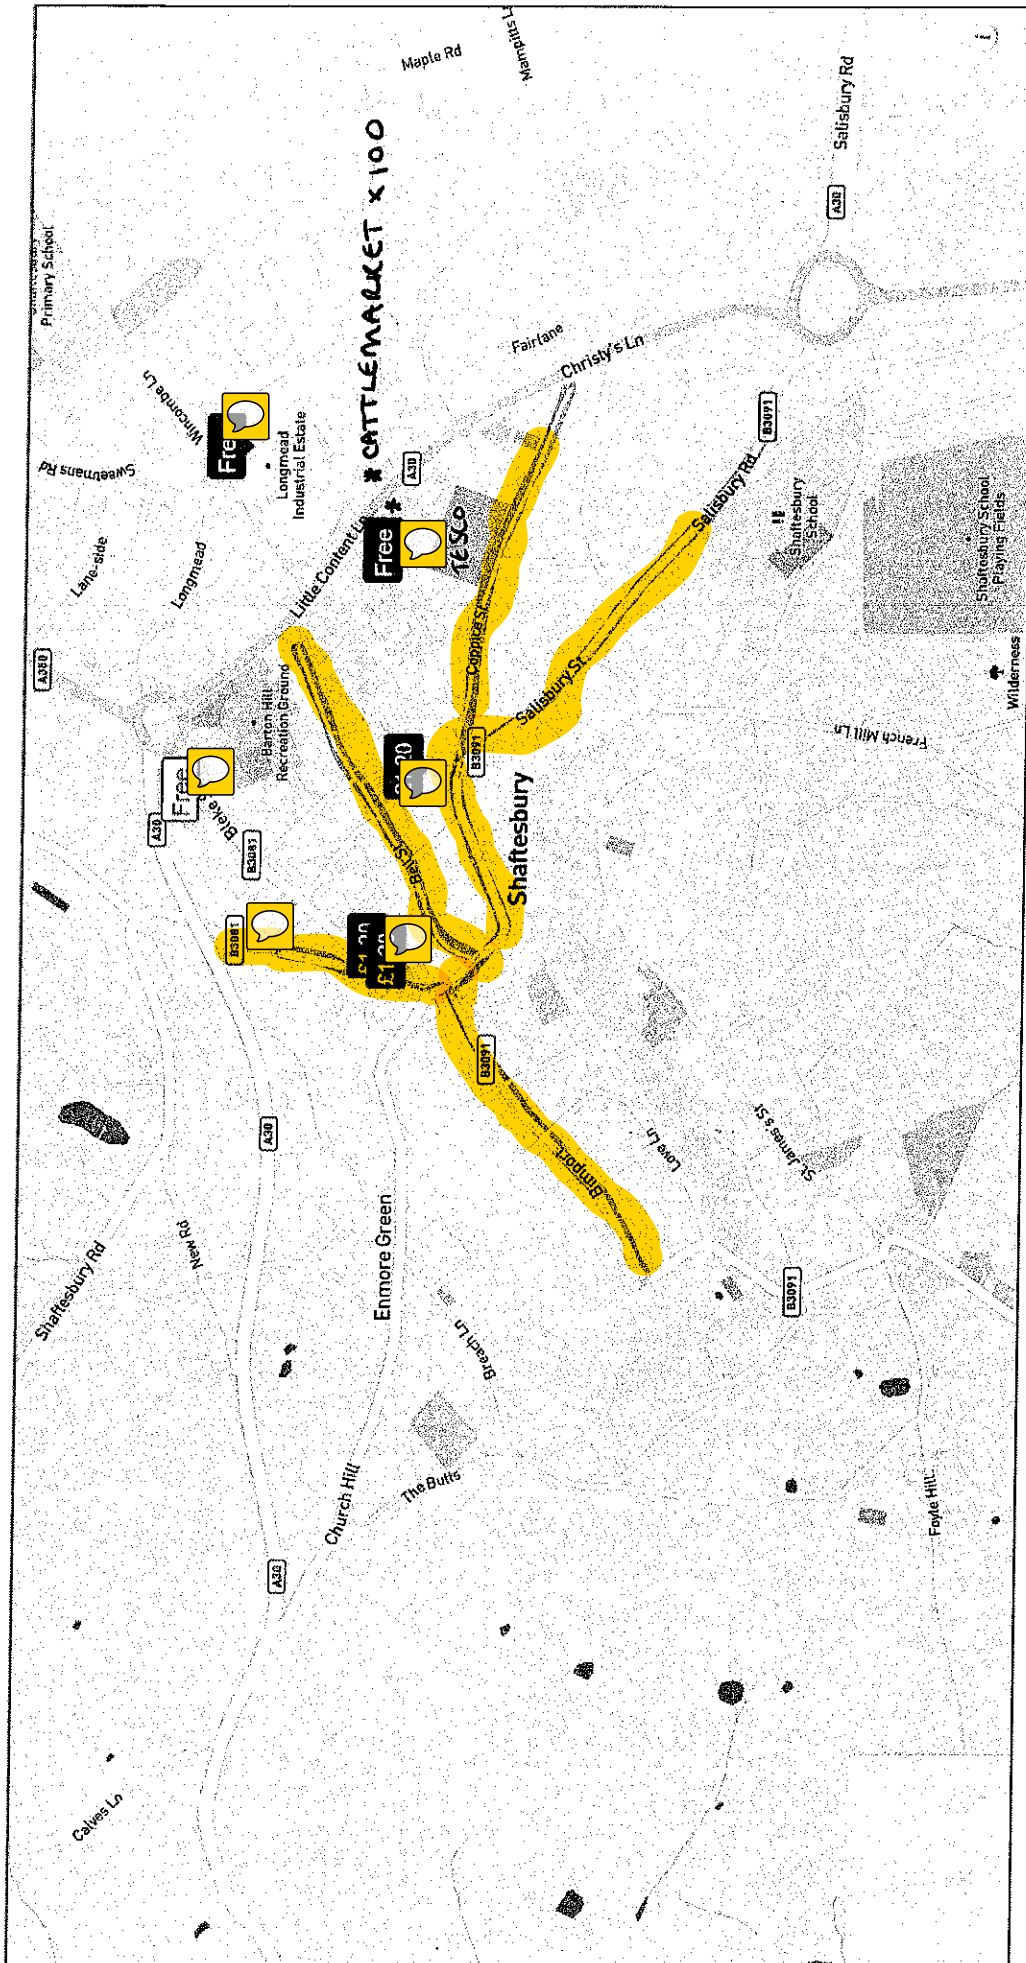 Maple Rd
Mampitts Ln
Salisbury Rd
A30
Primary School
* CATTLEMARKET x 100
Wincombe Ln
Sweetmans Rd
Fairlane
Christy's Ln
Longmead
Industrial Estate
A30
Free
*
TESCO
Little Content Ln
Lane-side
Longmead
B3091
Salisbury Rd
Shaftesbury
School
Shaftesbury School
Playing Fields
Wilderness
A350
Barton Hill
Recreation Ground
Coppice St
Salisbury St
French Mill Ln
Free
A30
Bleke
B3081
B3091
Bell St
Shaftesbury
B3081
£1.20
B3091
Bimport
Love Ln
St James's St
A30
Shaftesbury Rd
New Rd
Enmore Green
Breach Ln
B3091
Church Hill
The Butts
Foyle Hill
A30
Calves Ln